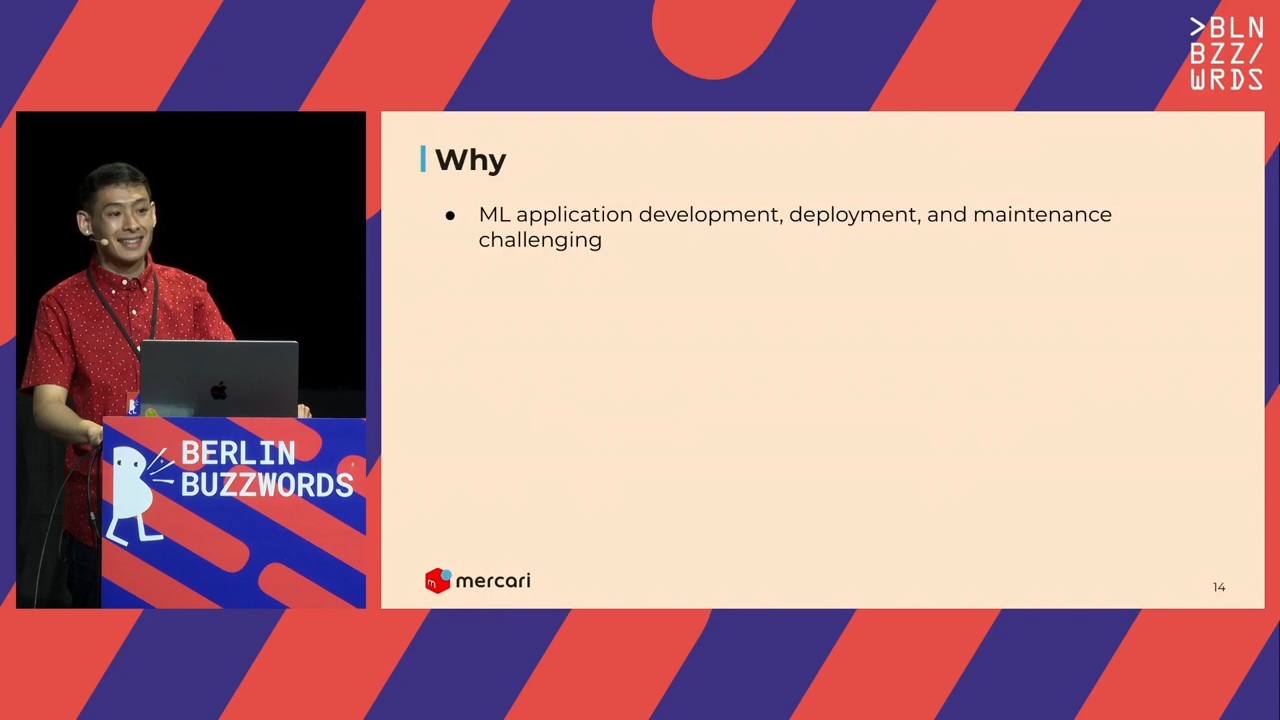 >BLN
BZZ/
WRDS
Why
● ML application development, deployment, and maintenance
challenging
BERLIN
BUZZWORDS
m mercari
14